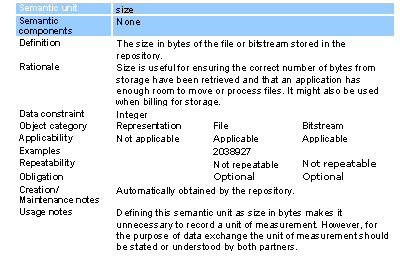 Semantic unit size
Semantic None
components
Definition The size in bytes of the file or bitstream stored in the
repository.
Rationale Size is useful for ensuring the correct number of bytes from
storage have been retrieved and that an application has
enough room to move or process files. It might also be used
when billing for storage.
Data constraint Integer
Object category Representation File Bitstream
Applicability Not applicable Applicable Applicable
Examples 2038927
Repeatability Not repeatable Not repeatable
Obligation Optional Optional
Creation/ Automatically obtained by the repository.
Maintenance notes
Usage notes Defining this semantic unit as size in bytes makes it
unnecessary to record a unit of measurement. However, for
the purpose of data exchange the unit of measurement should
be stated or understood by both partners.